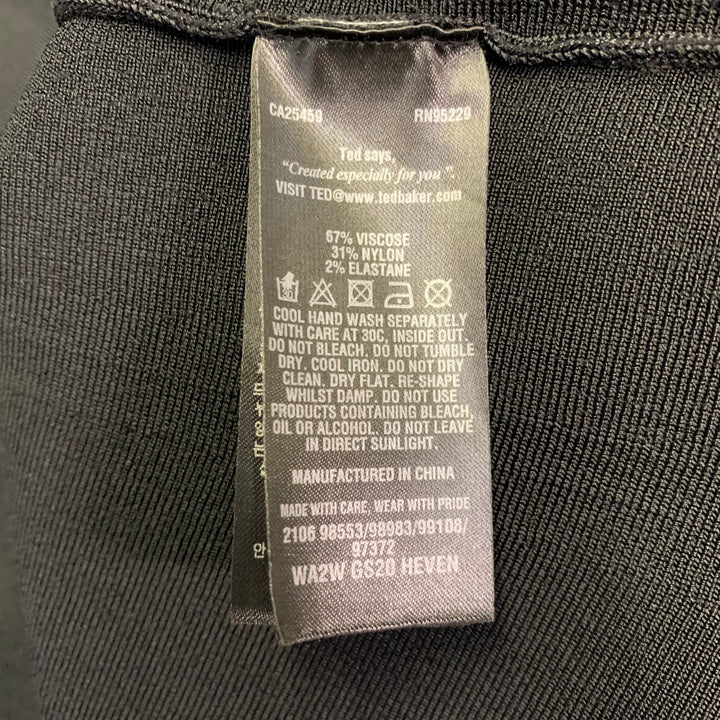 CA25459 RN95229
Ted says,
"Created especially for you".
VISIT TED@www.tedbaker.com
67% VISCOSE
31% NYLON
2% ELASTANE
COOL HAND WASH SEPARATELY
WITH CARE AT 30C, INSIDE OUT.
DO NOT BLEACH. DO NOT TUMBLE
DRY. COOL IRON. DO NOT DRY
CLEAN. DRY FLAT. RE-SHAPE
WHILST DAMP. DO NOT USE
PRODUCTS CONTAINING BLEACH,
OIL OR ALCOHOL. DO NOT LEAVE
IN DIRECT SUNLIGHT.
MANUFACTURED IN CHINA
MADE WITH CARE, WEAR WITH PRIDE
2106 98553/98983/99108/
97372
WA2W GS20 HEVEN